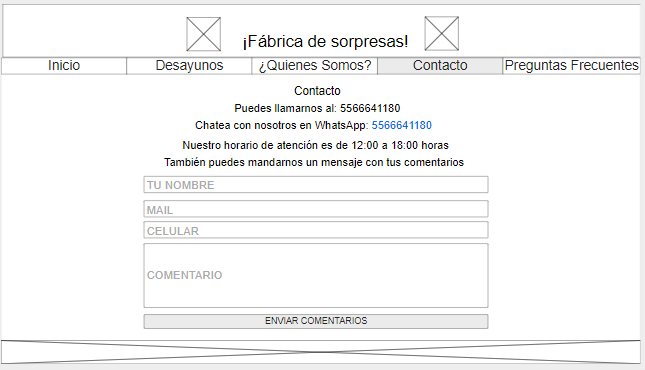 ¡Fábrica de sorpresas!
Inicio Desayunos ¿Quienes Somos? Contacto Preguntas Frecuentes
Contacto
Puedes llamarnos al: 5566641180
Chatea con nosotros en WhatsApp: 5566641180
Nuestro horario de atención es de 12:00 a 18:00 horas
También puedes mandarnos un mensaje con tus comentarios
TU NOMBRE
MAIL
CELULAR
COMENTARIO
ENVIAR COMENTARIOS